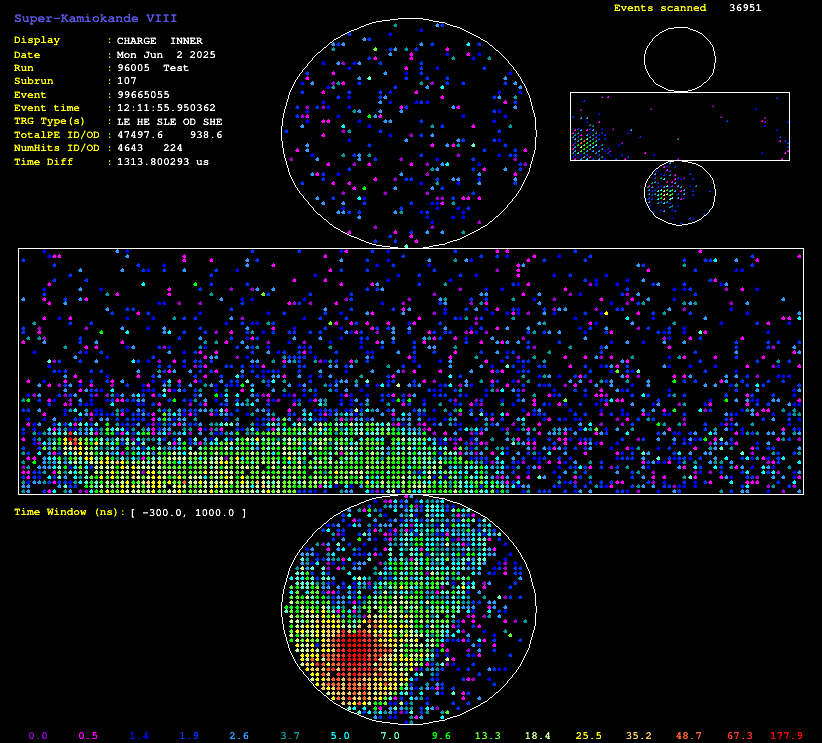 Super-Kamiokande VIII
Events scanned 36951
Display : CHARGE INNER
Date : Mon Jun 2 2025
Run : 96005 Test
Subrun : 107
Event : 99665055
Event time : 12:11:55.950362
TRG Type(s) : LE HE SLE OD SHE
TotalPE ID/OD : 47497.6 938.6
NumHits ID/OD : 4643 224
Time Diff : 1313.800293 us
Time Window (ns): [ -300.0, 1000.0 ]
0.0 0.5 1.4 1.9 2.6 3.7 5.0 7.0 9.6 13.3 18.4 25.5 35.2 48.7 67.3 177.9